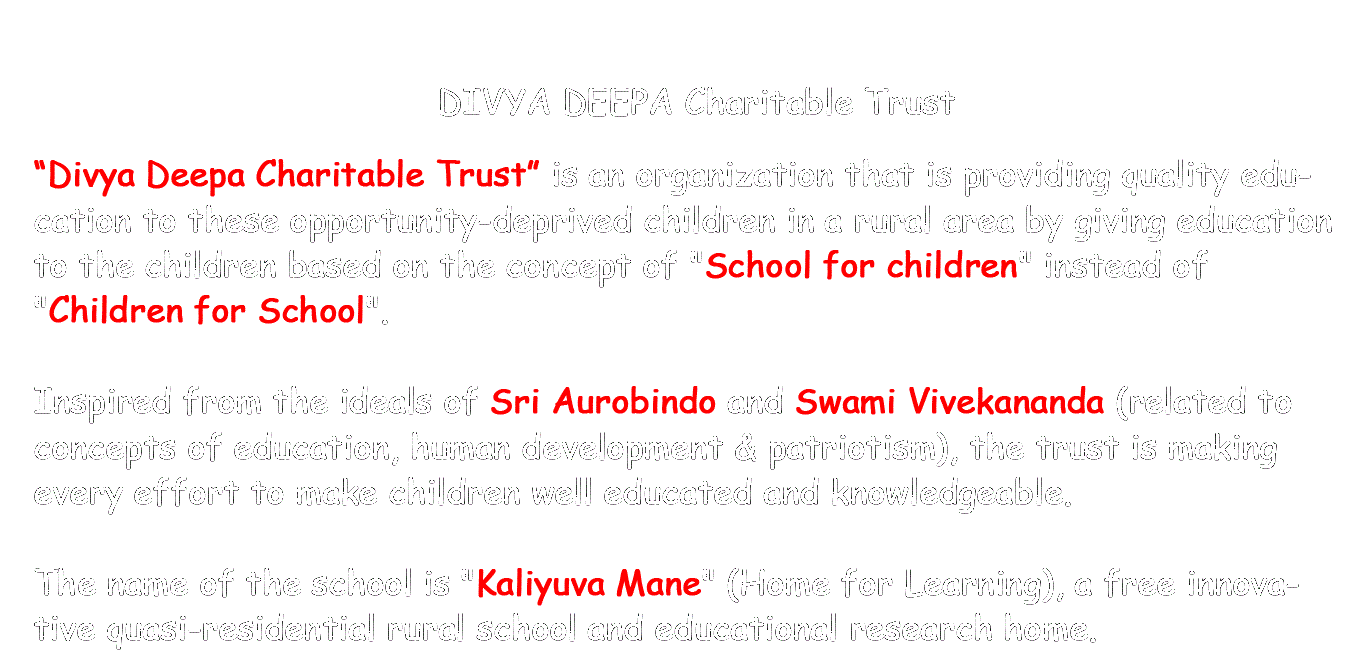 DIVYA DEEPA Charitable Trust
“Divya Deepa Charitable Trust” is an organization that is providing quality edu-
cation to these opportunity-deprived children in a rural area by giving education
to the children based on the concept of "School for children" instead of
"Children for School".
Inspired from the ideals of Sri Aurobindo and Swami Vivekananda (related to
concepts of education, human development & patriotism), the trust is making
every effort to make children well educated and knowledgeable.
The name of the school is "Kaliyuva Mane" (Home for Learning), a free innova-
tive quasi-residential rural school and educational research home.